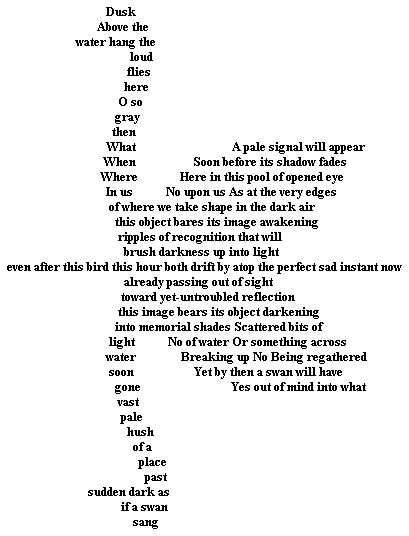 Dusk
Above the
water hang the
loud
flies
here
O so
gray
then
What A pale signal will appear
When Soon before its shadow fades
Where Here in this pool of opened eye
In us No upon us As at the very edges
of where we take shape in the dark air
this object bares its image awakening
ripples of recognition that will
brush darkness up into light
even after this bird this hour both drift by atop the perfect sad instant now
already passing out of sight
toward yet-untroubled reflection
this image bears its object darkening
into memorial shades Scattered bits of
light No of water Or something across
water Breaking up No Being regathered
soon Yet by then a swan will have
gone Yes out of mind into what
vast
pale
hush
of a
place
past
sudden dark as
if a swan
sang